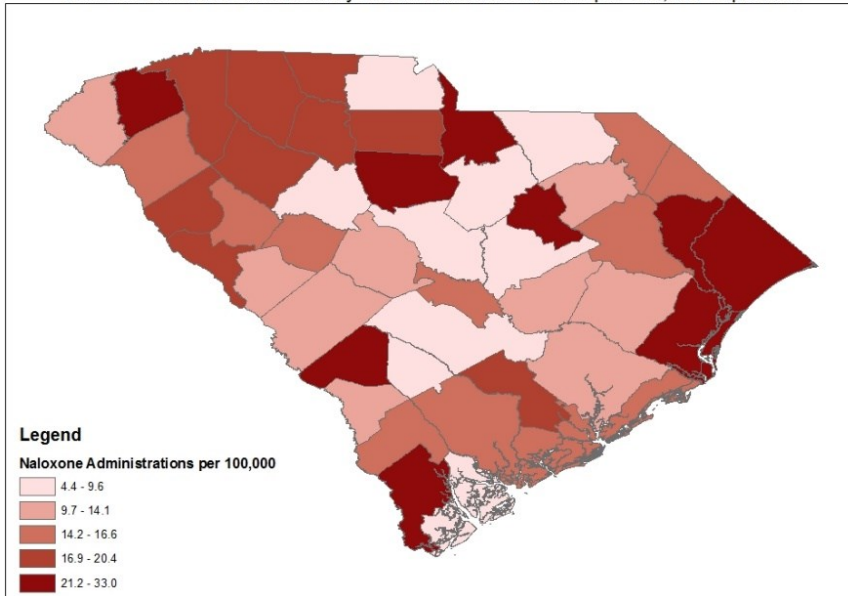 Legend
Naloxone Administrations per 100,000
4.4 - 9.6
9.7 - 14.1
14.2 - 16.6
16.9 - 20.4
21.2 - 33.0